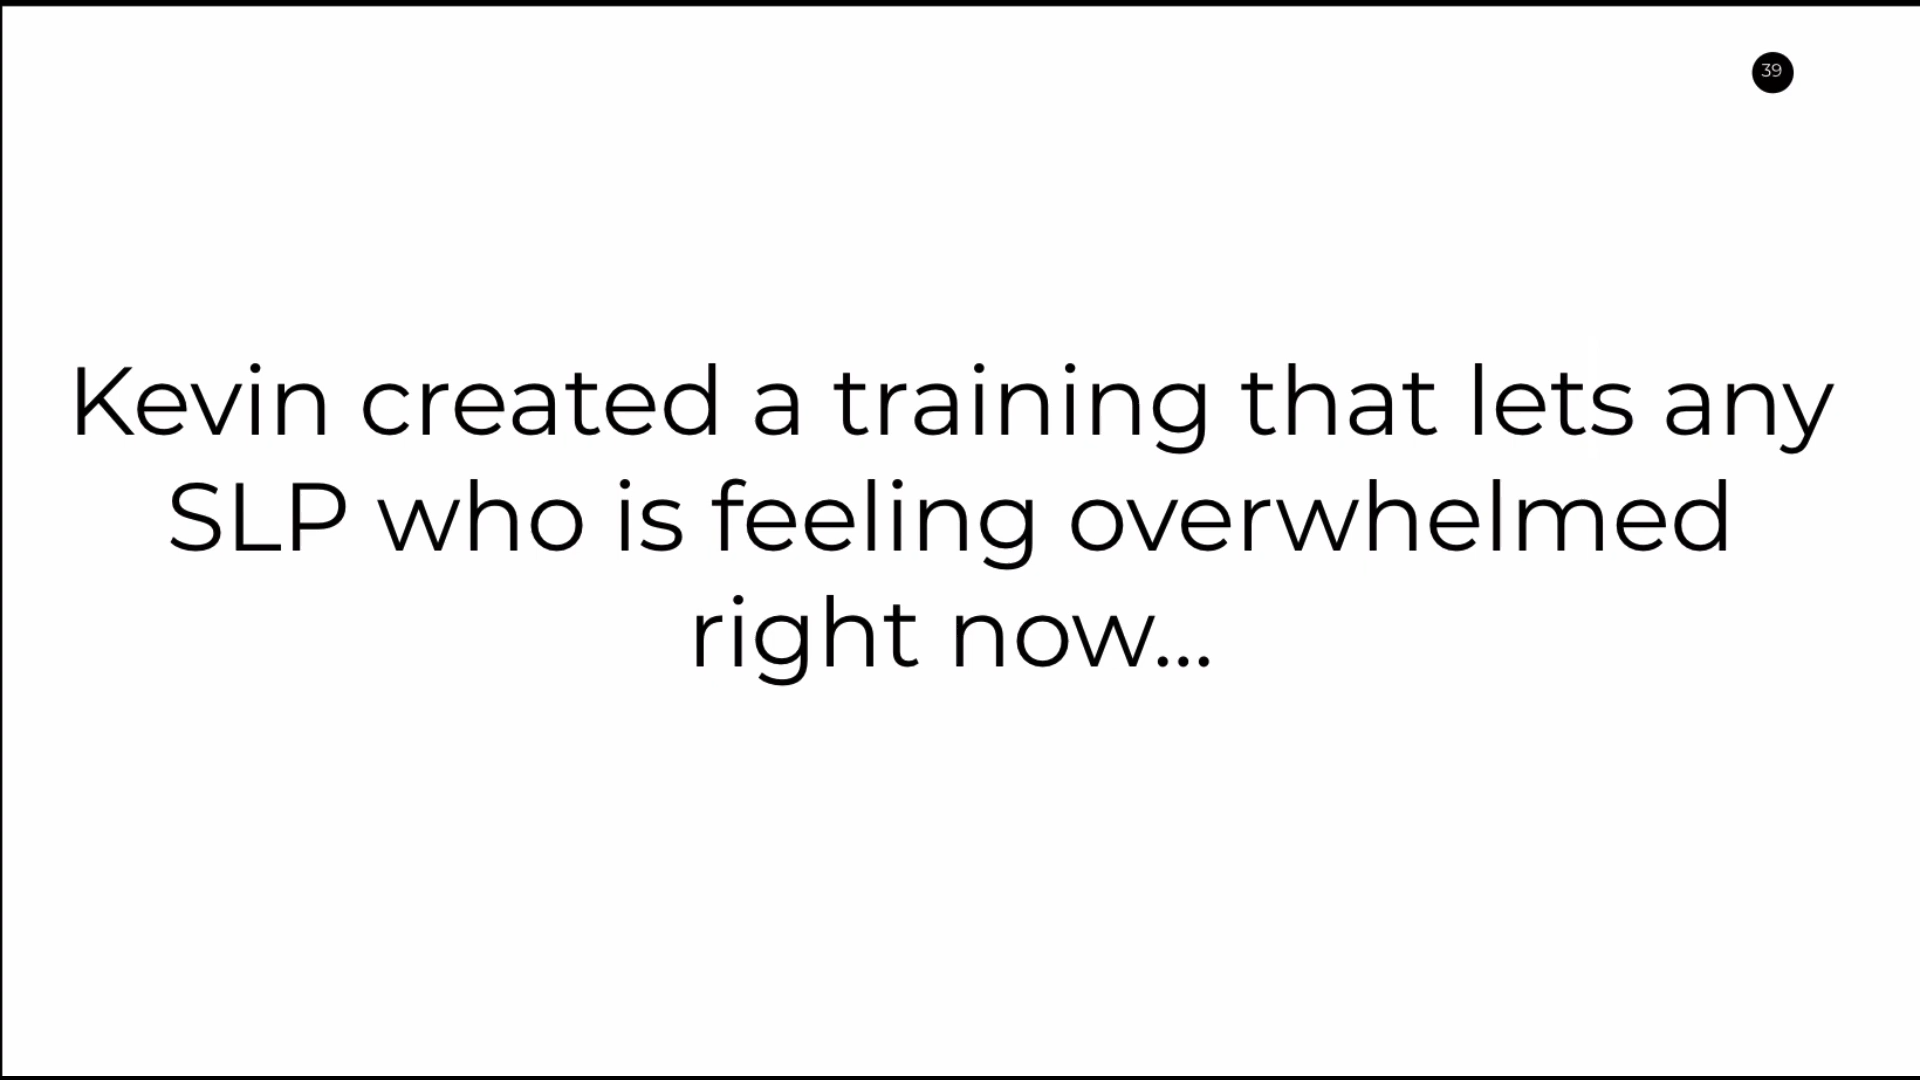 39
Kevin created a training that lets any
SLP who is feeling overwhelmed
right now...